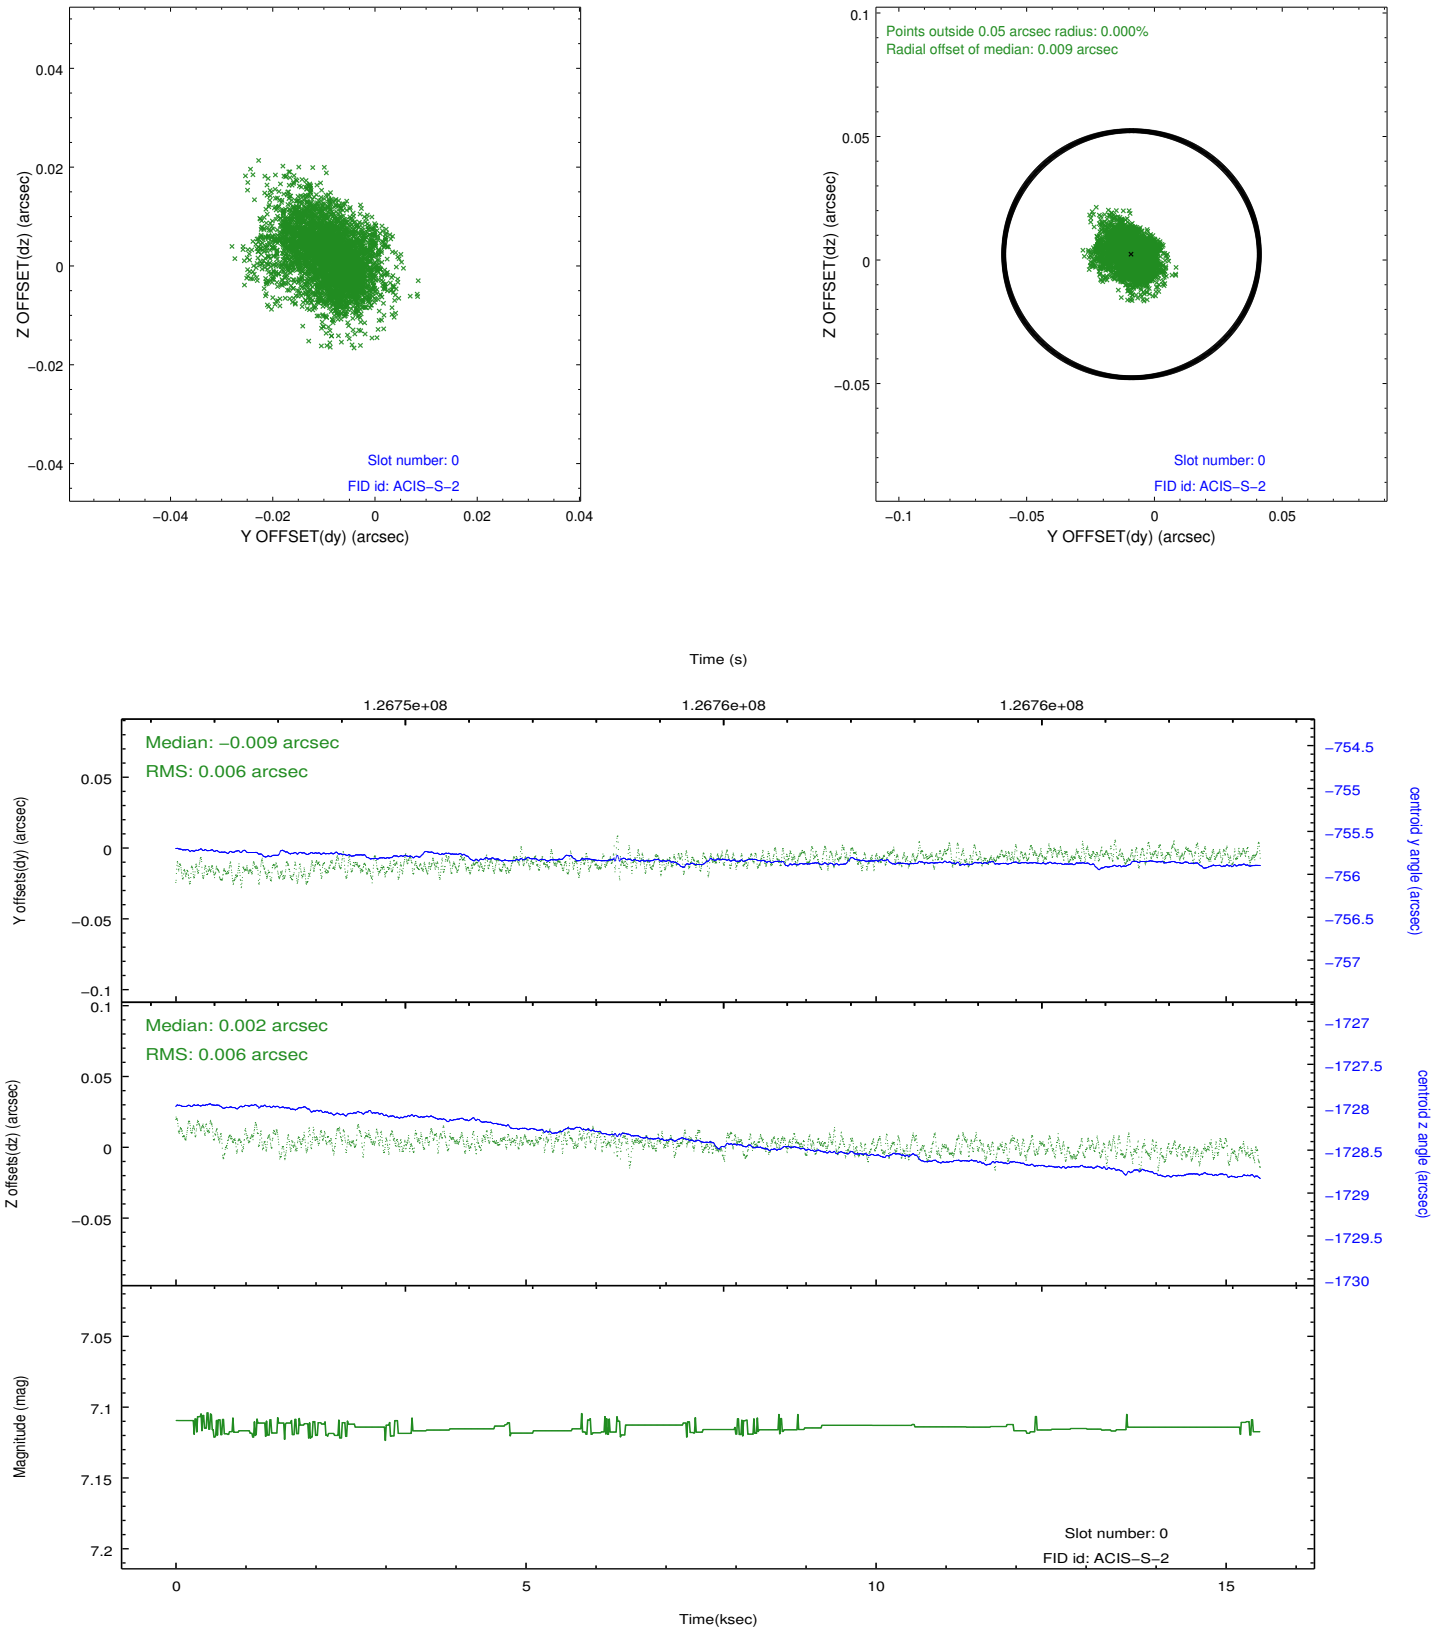 0.04
0.02
0
−0.02
−0.04
Z OFFSET(dz) (arcsec)
Slot number: 0
FID id: ACIS−S−2
−0.04
−0.02
0
0.02
0.04
Y OFFSET(dy) (arcsec)
Points outside 0.05 arcsec radius: 0.000%
Radial offset of median: 0.009 arcsec
0.1
0.05
0
−0.05
Z OFFSET(dz) (arcsec)
Slot number: 0
FID id: ACIS−S−2
−0.1
−0.05
0
0.05
Y OFFSET(dy) (arcsec)
Time (s)
1.2675e+08
1.2676e+08
1.2676e+08
Median: −0.009 arcsec
RMS: 0.006 arcsec
0.05
0
−0.05
−0.1
Y offsets(dy) (arcsec)
−754.5
−755
−755.5
−756
−756.5
−757
centroid y angle (arcsec)
Median: 0.002 arcsec
RMS: 0.006 arcsec
0.1
0.05
0
−0.05
Z offsets(dz) (arcsec)
−1727
−1727.5
−1728
−1728.5
−1729
−1729.5
−1730
centroid z angle (arcsec)
7.05
7.1
7.15
7.2
Magnitude (mag)
Slot number: 0
FID id: ACIS−S−2
0
5
10
15
Time(ksec)